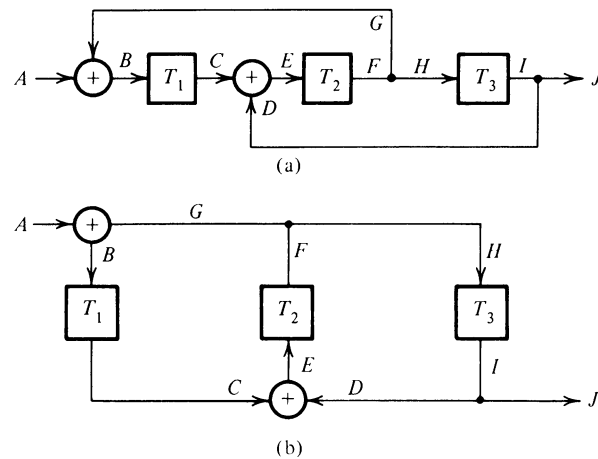 G
A + B T1 C + E T2 F H T3 I J
D
(a)
A + G
B F H
T1 T2 T3
E I
C + D J
(b)